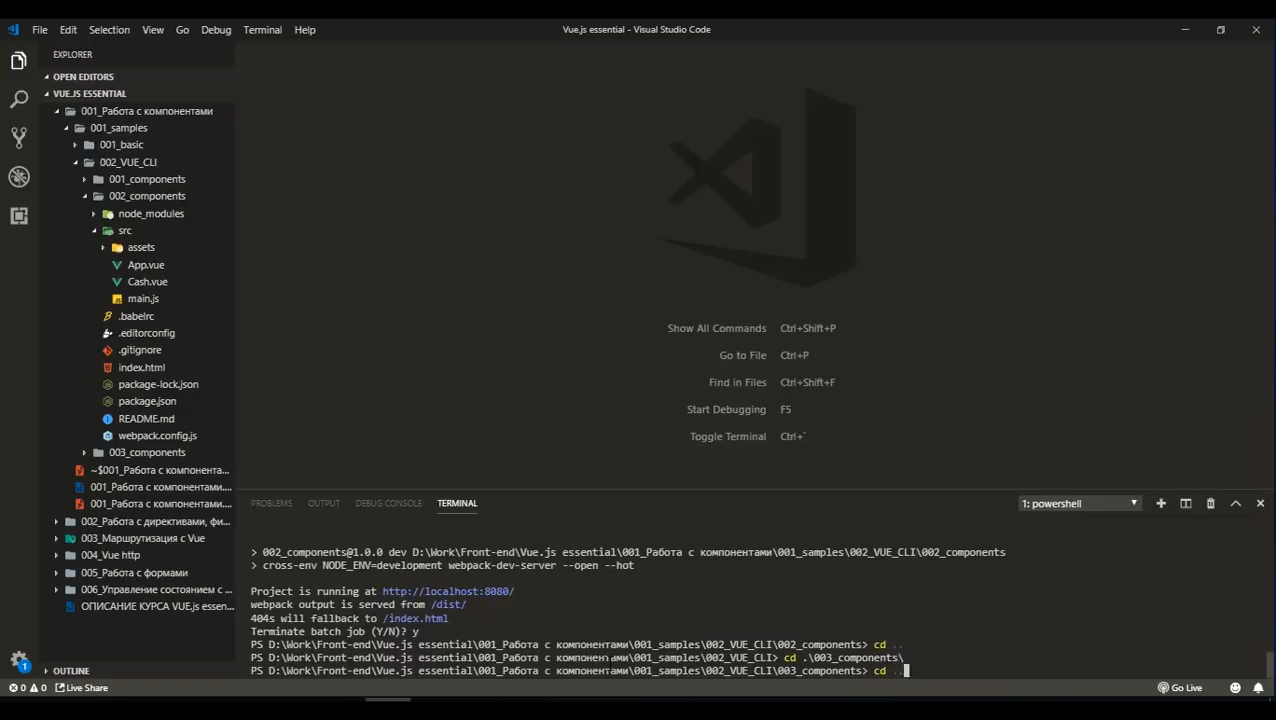 File Edit Selection View Go Debug Terminal Help
Vue.js essential - Visual Studio Code
EXPLORER
OPEN EDITORS
VUE.JS ESSENTIAL
001_Работа с компонентами
001_samples
001_basic
002_VUE_CLI
001_components
002_components
node_modules
src
assets
App.vue
Cash.vue
main.js
.babelrc
.editorconfig
.gitignore
index.html
package-lock.json
package.json
README.md
webpack.config.js
003_components
~$001_Работа с компонента...
001_Работа с компонентами....
001_Работа с компонентами....
002_Работа с директивами, фи...
003_Маршрутизация с Vue
004_Vue http
005_Работа с формами
006_Управление состоянием с ...
ОПИСАНИЕ КУРСА VUE.js essen...
OUTLINE
Show All Commands Ctrl+Shift+P
Go to File Ctrl+P
Find in Files Ctrl+Shift+F
Start Debugging F5
Toggle Terminal Ctrl+`
PROBLEMS OUTPUT DEBUG CONSOLE TERMINAL
1: powershell
> 002_components@1.0.0 dev D:\Work\Front-end\Vue.js essential\001_Работа с компонентами\001_samples\002_VUE_CLI\002_components
> cross-env NODE_ENV=development webpack-dev-server --open --hot
Project is running at http://localhost:8080/
webpack output is served from /dist/
404s will fallback to /index.html
Terminate batch job (Y/N)? y
PS D:\Work\Front-end\Vue.js essential\001_Работа с компонентами\001_samples\002_VUE_CLI\002_components> cd ..
PS D:\Work\Front-end\Vue.js essential\001_Работа с компонентами\001_samples\002_VUE_CLI> cd .\003_components\
PS D:\Work\Front-end\Vue.js essential\001_Работа с компонентами\001_samples\002_VUE_CLI\003_components> cd ..
1
0 0 Live Share
Go Live